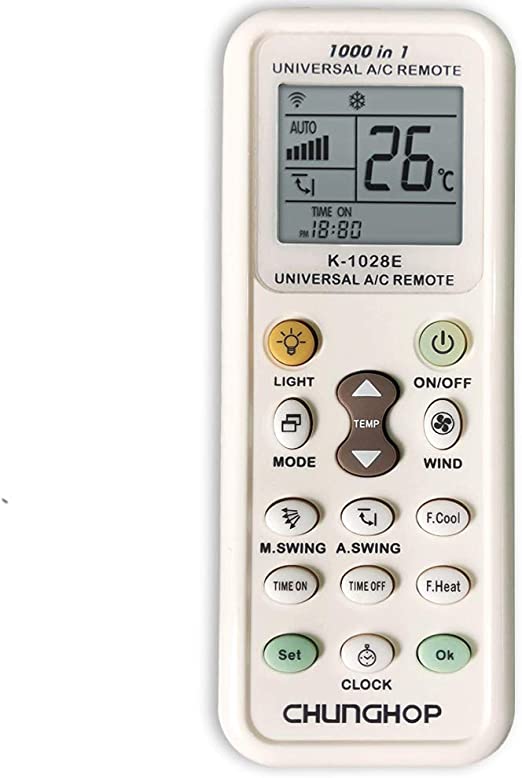 1000 in 1
UNIVERSAL A/C REMOTE
AUTO
26°C
TIME ON
PM 18:80
K-1028E
UNIVERSAL A/C REMOTE
LIGHT
ON/OFF
TEMP
MODE
WIND
F.Cool
M.SWING A.SWING
TIME ON TIME OFF F.Heat
Set Ok
CLOCK
CHUNGHOP